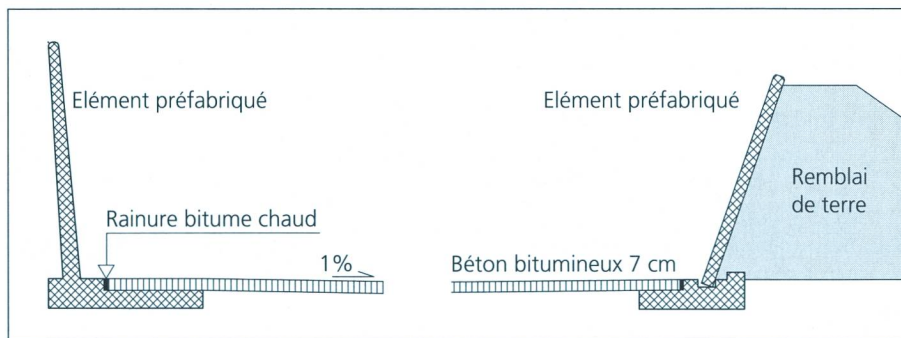 Elément préfabriqué
Elément préfabriqué
Remblai
de terre
Rainure bitume chaud
1%
Béton bitumineux 7 cm